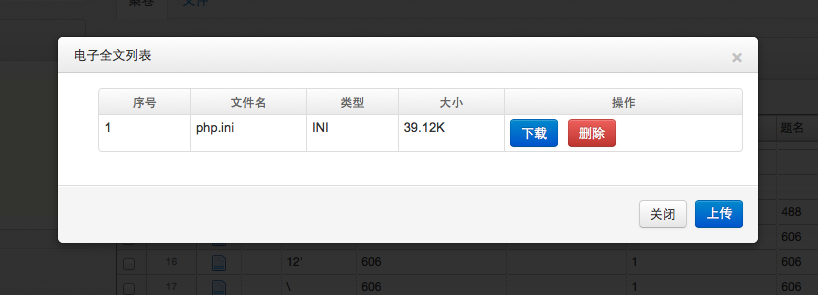 案卷 文件
电子全文列表 ×
序号 文件名 类型 大小 操作
1 php.ini INI 39.12K 下载 删除
题名
关闭 上传
488
606
16 12' 606 1 606
17 \ 606 1 606